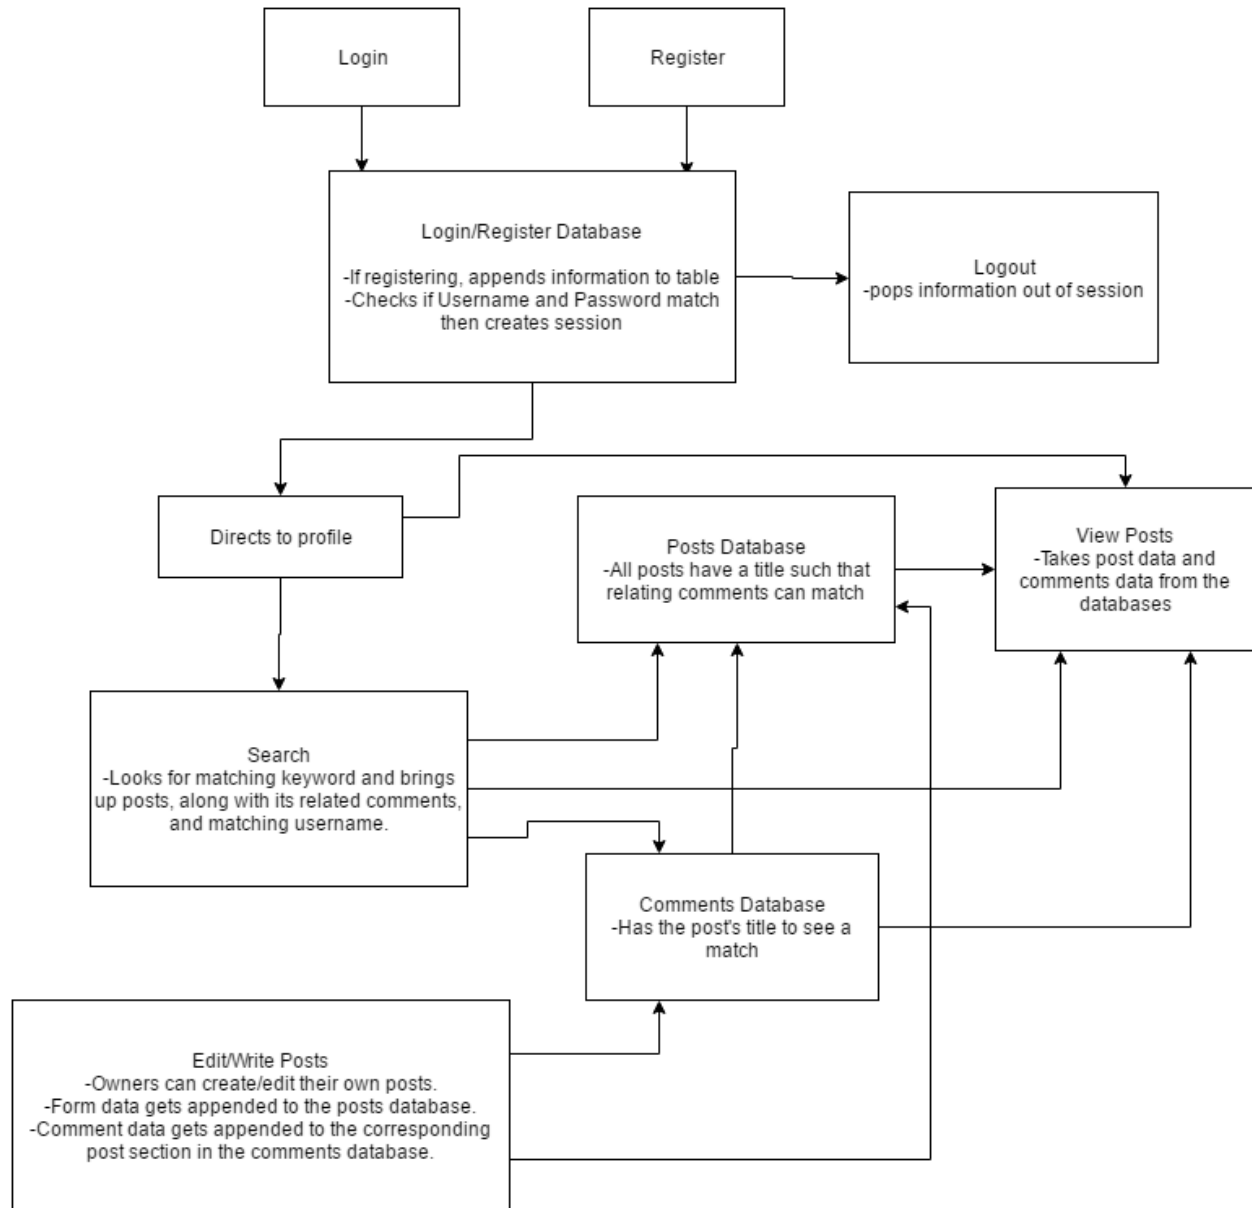 Login
Register
Login/Register Database
-If registering, appends information to table
-Checks if Username and Password match
then creates session
Logout
-pops information out of session
Directs to profile
Posts Database
-All posts have a title such that
relating comments can match
View Posts
-Takes post data and
comments data from the
databases
Search
-Looks for matching keyword and brings
up posts, along with its related comments,
and matching username.
Comments Database
-Has the post's title to see a
match
Edit/Write Posts
-Owners can create/edit their own posts.
-Form data gets appended to the posts database.
-Comment data gets appended to the corresponding
post section in the comments database.